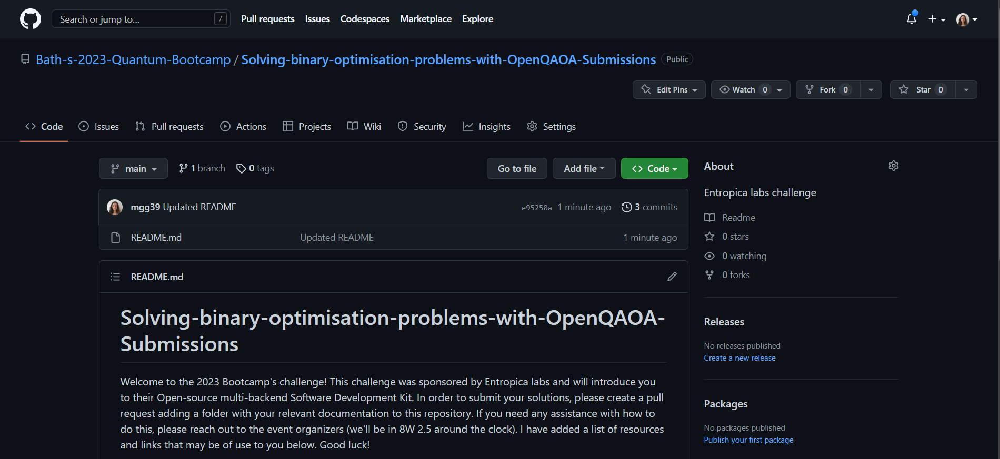 Search or jump to... /
Pull requests Issues Codespaces Marketplace Explore
Bath-s-2023-Quantum-Bootcamp / Solving-binary-optimisation-problems-with-OpenQAOA-Submissions Public
Edit Pins Watch 0 Fork 0 Star 0
Code Issues Pull requests Actions Projects Wiki Security Insights Settings
main 1 branch 0 tags Go to file Add file Code
mgg39 Updated README e95250a 1 minute ago 3 commits
README.md Updated README 1 minute ago
README.md
Solving-binary-optimisation-problems-with-OpenQAOA-
Submissions
Welcome to the 2023 Bootcamp's challenge! This challenge was sponsored by Entropica labs and will introduce you
to their Open-source multi-backend Software Development Kit. In order to submit your solutions, please create a pull
request adding a folder with your relevant documentation to this repository. If you need any assistance with how to
do this, please reach out to the event organizers (we'll be in 8W 2.5 around the clock). I have added a list of resources
and links that may be of use to you below. Good luck!
About
Entropica labs challenge
Readme
0 stars
0 watching
0 forks
Releases
No releases published
Create a new release
Packages
No packages published
Publish your first package